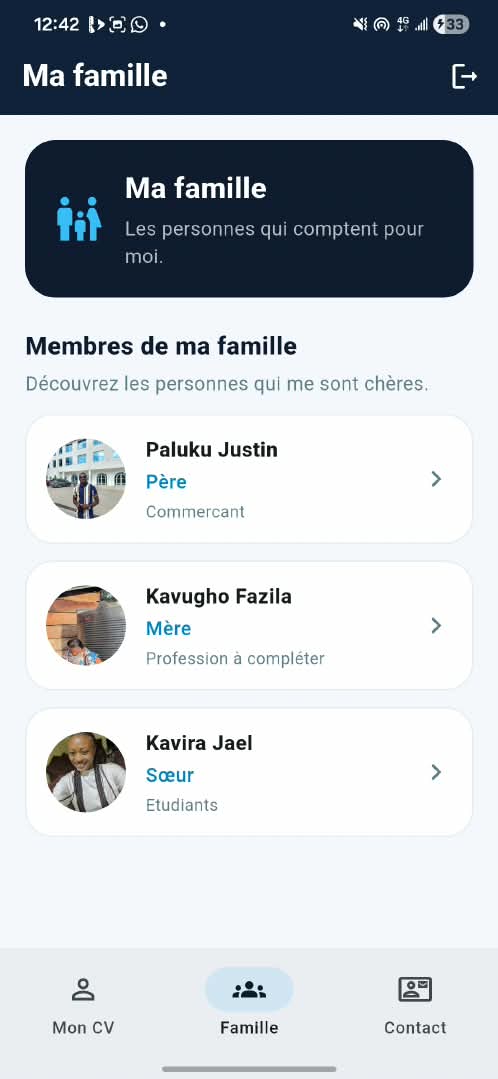 12:42
4G
33
Ma famille
Ma famille
Les personnes qui comptent pour
moi.
Membres de ma famille
Découvrez les personnes qui me sont chères.
Paluku Justin
Père
Commercant
Kavugho Fazila
Mère
Profession à compléter
Kavira Jael
Sœur
Etudiants
Mon CV
Famille
Contact